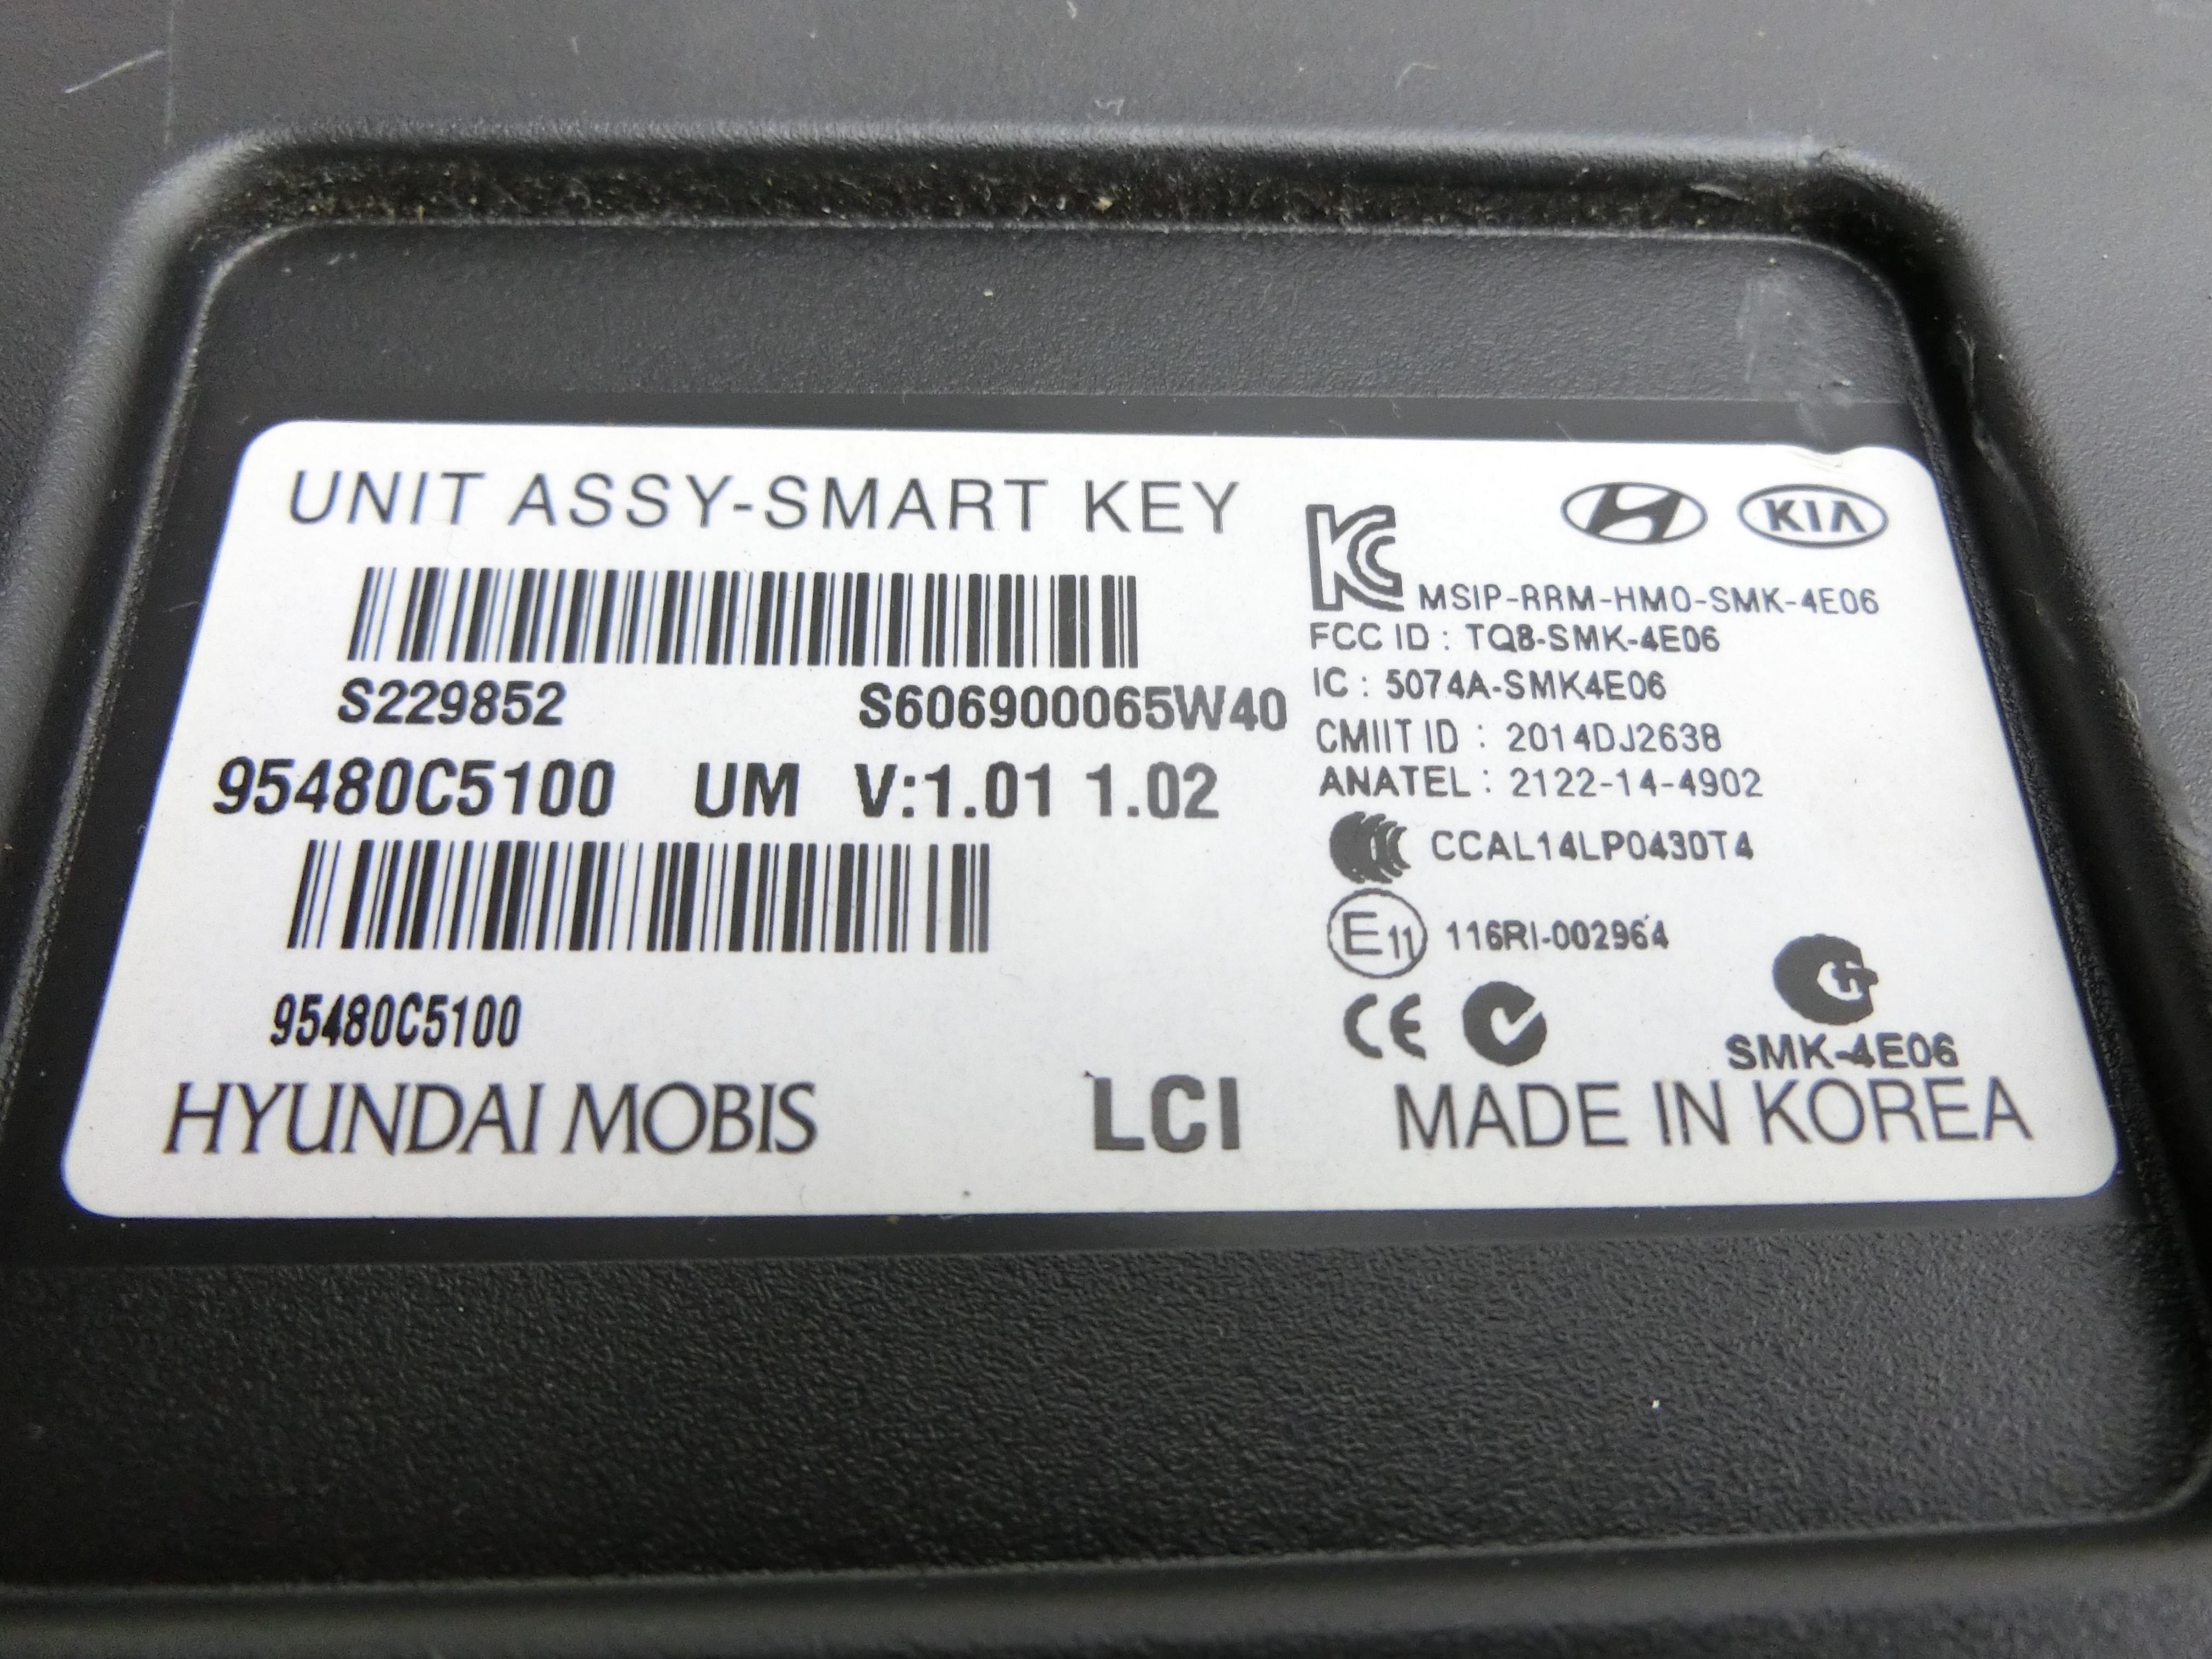 UNIT ASSY-SMART KEY
S229852 S606900065W40
95480C5100 UM V:1.01 1.02
95480C5100
HYUNDAI MOBIS
LCI
KIA
KC MSIP-RRM-HMO-SMK-4E06
FCC ID : TQ8-SMK-4E06
IC : 5074A-SMK4E06
CMIIT ID : 2014DJ2638
ANATEL : 2122-14-4902
CCAL14LP0430T4
E11 116RI-002964
CE
SMK-4E06
MADE IN KOREA